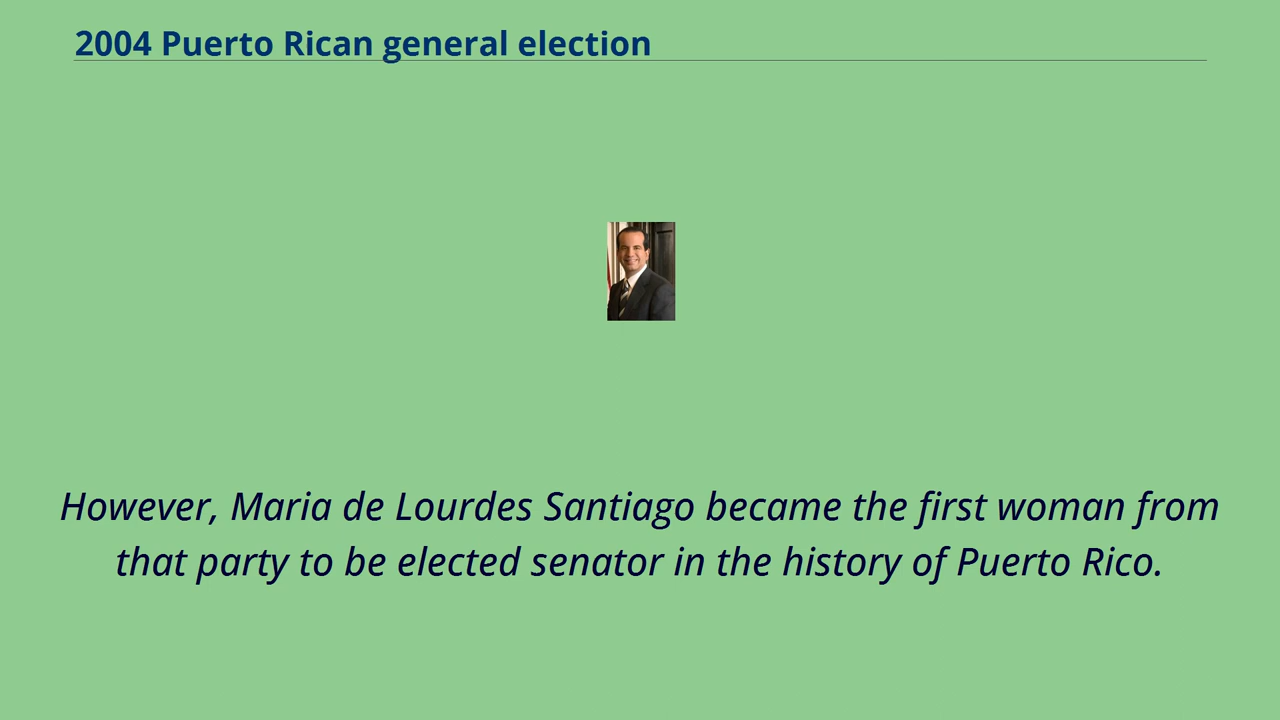 2004 Puerto Rican general election
However, Maria de Lourdes Santiago became the first woman from
that party to be elected senator in the history of Puerto Rico.